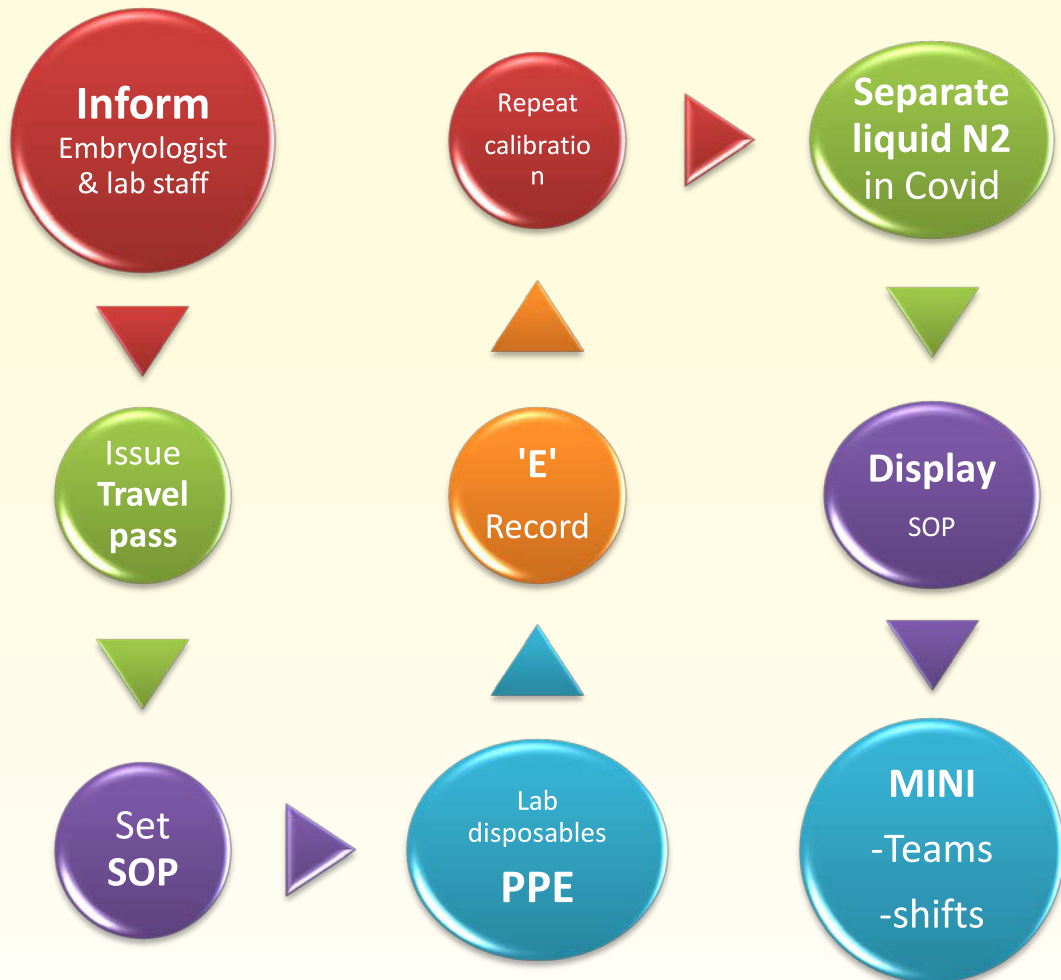 Inform
Embryologist
& lab staff
Issue
Travel
pass
Set
SOP
Lab
disposables
PPE
'E'
Record
Repeat
calibratio
n
Separate
liquid N2
in Covid
Display
SOP
MINI
-Teams
-shifts